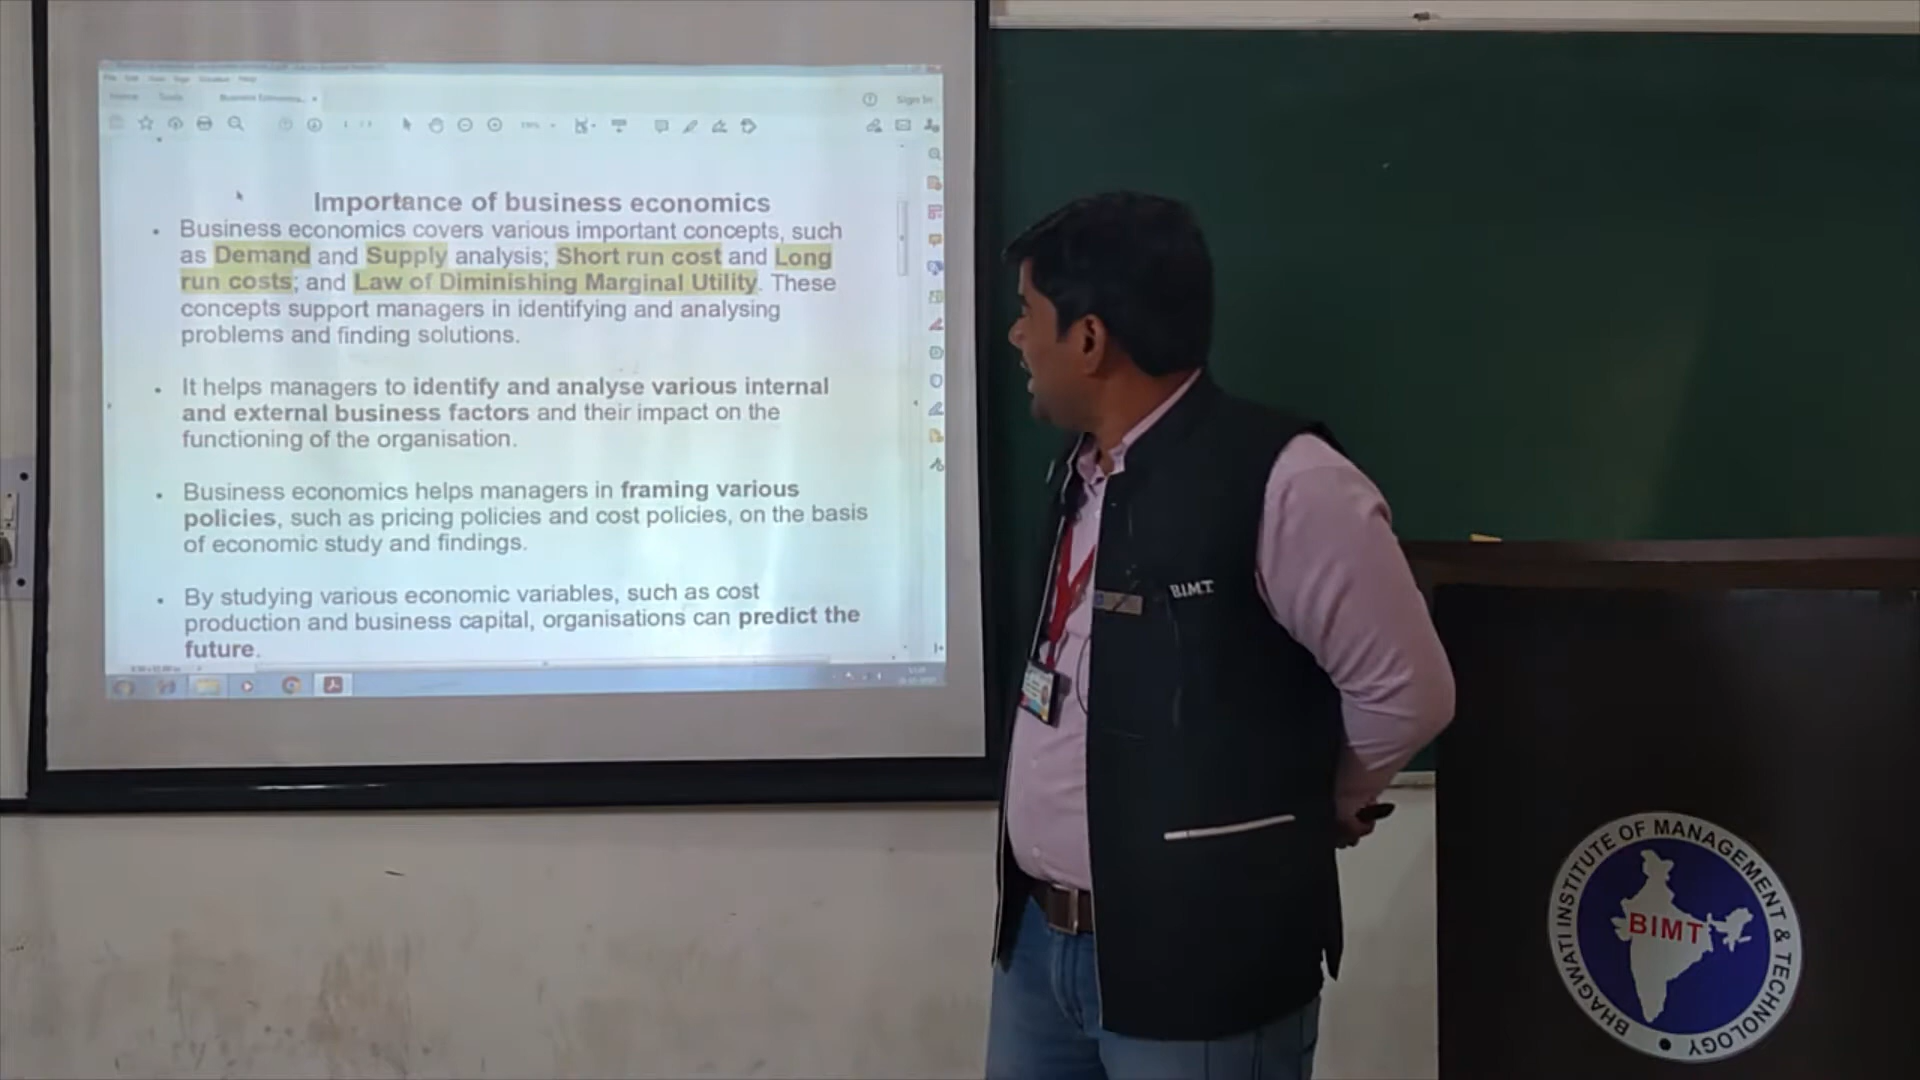 Sign In
Importance of business economics
• Business economics covers various important concepts, such
as Demand and Supply analysis; Short run cost and Long
run costs; and Law of Diminishing Marginal Utility. These
concepts support managers in identifying and analysing
problems and finding solutions.
• It helps managers to identify and analyse various internal
and external business factors and their impact on the
functioning of the organisation.
• Business economics helps managers in framing various
policies, such as pricing policies and cost policies, on the basis
of economic study and findings.
• By studying various economic variables, such as cost
production and business capital, organisations can predict the
future.
BIMT
BHAGWATI INSTITUTE OF MANAGEMENT & TECHNOLOGY
BIMT